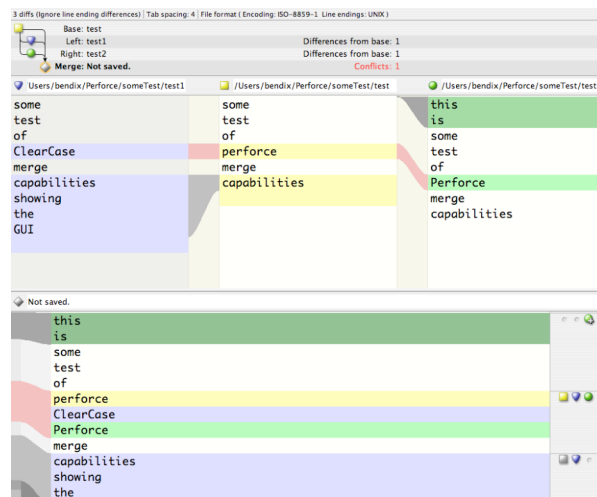 3 diffs (Ignore line ending differences) Tab spacing: 4 File format ( Encoding: ISO-8859-1 Line endings: UNIX )
Base: test
Left: test1 Differences from base: 1
Right: test2 Differences from base: 1
Merge: Not saved. Conflicts: 1
Users/bendix/Perforce/someTest/test1 /Users/bendix/Perforce/someTest/test /Users/bendix/Perforce/someTest/test
some
test
of
ClearCase
merge
capabilities
showing
the
GUI
some
test
of
perforce
merge
capabilities
this
is
some
test
of
Perforce
merge
capabilities
Not saved.
this
is
some
test
of
perforce
ClearCase
Perforce
merge
capabilities
showing
the